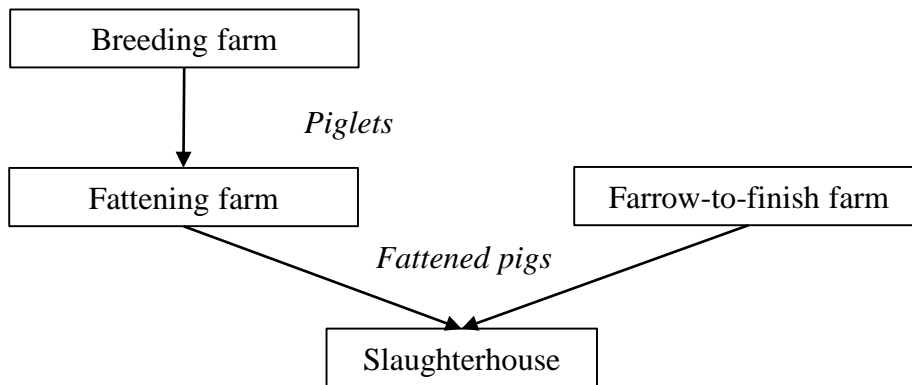 Breeding farm
Piglets
Fattening farm
Farrow-to-finish farm
Fattened pigs
Slaughterhouse